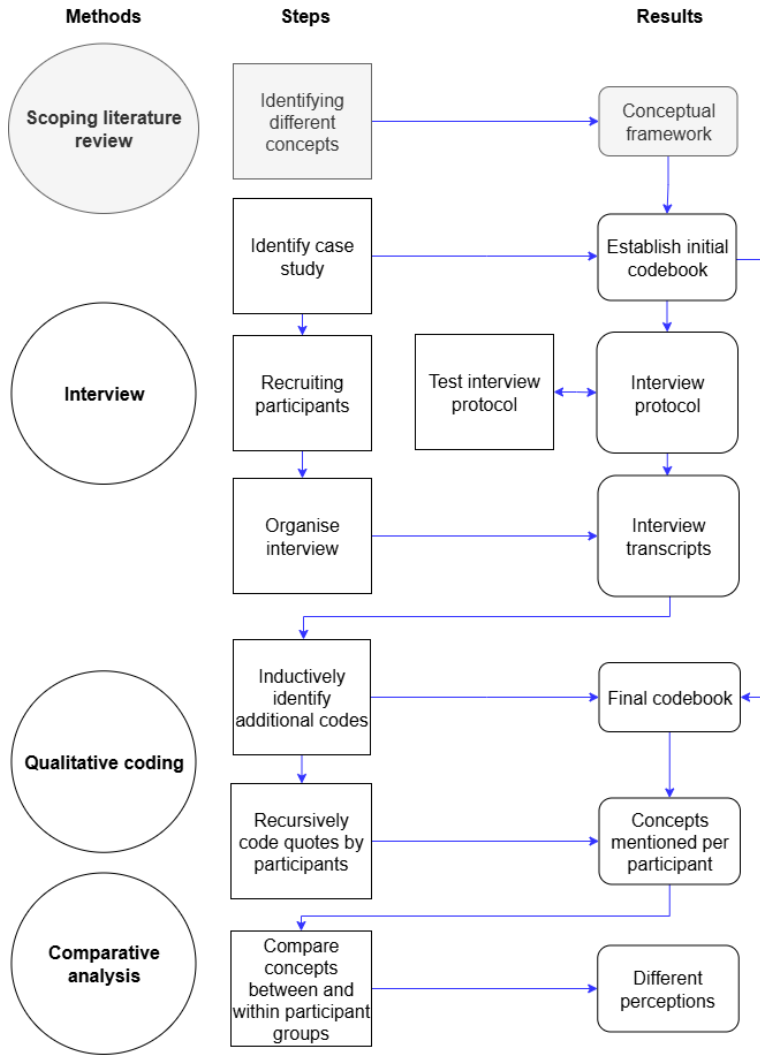 Methods
Steps
Results
Scoping literature
review
Identifying
different
concepts
Conceptual
framework
Identify case
study
Establish initial
codebook
Interview
Recruiting
participants
Test interview
protocol
Interview
protocol
Organise
interview
Interview
transcripts
Qualitative coding
Inductively
identify
additional codes
Final codebook
Recursively
code quotes by
participants
Concepts
mentioned per
participant
Comparative
analysis
Compare
concepts
between and
within participant
groups
Different
perceptions